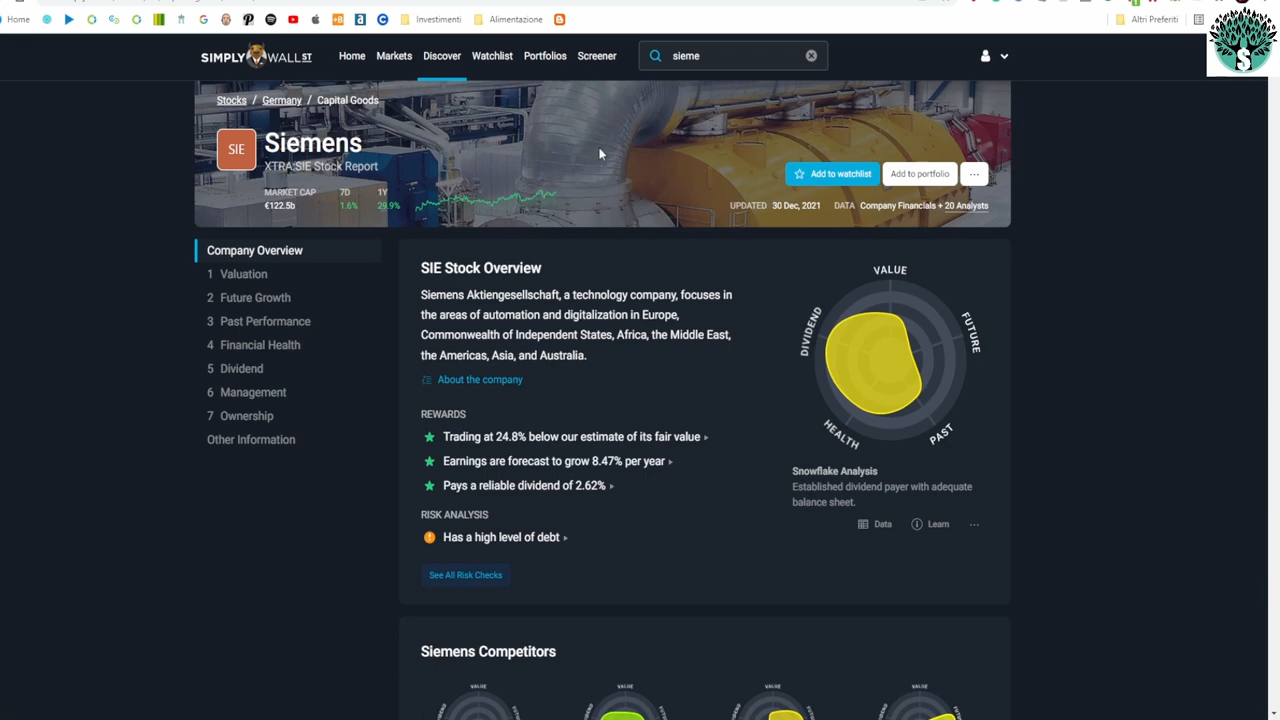 Home
Investimenti
Alimentazione
Altri Preferiti
SIMPLY WALL ST
Home
Markets
Discover
Watchlist
Portfolios
Screener
sieme
Stocks / Germany / Capital Goods
SIE
Siemens
XTRA:SIE Stock Report
MARKET CAP
7D
1Y
€122.5b
1.6%
29.9%
Add to watchlist
Add to portfolio
...
UPDATED 30 Dec, 2021 DATA Company Financials + 20 Analysts
Company Overview
1 Valuation
2 Future Growth
3 Past Performance
4 Financial Health
5 Dividend
6 Management
7 Ownership
Other Information
SIE Stock Overview
Siemens Aktiengesellschaft, a technology company, focuses in
the areas of automation and digitalization in Europe,
Commonwealth of Independent States, Africa, the Middle East,
the Americas, Asia, and Australia.
About the company
REWARDS
Trading at 24.8% below our estimate of its fair value
Earnings are forecast to grow 8.47% per year
Pays a reliable dividend of 2.62%
RISK ANALYSIS
Has a high level of debt
See All Risk Checks
VALUE
FUTURE
PAST
HEALTH
DIVIDEND
Snowflake Analysis
Established dividend payer with adequate
balance sheet.
Data
Learn
...
Siemens Competitors
VALUE
VALUE
VALUE
VALUE